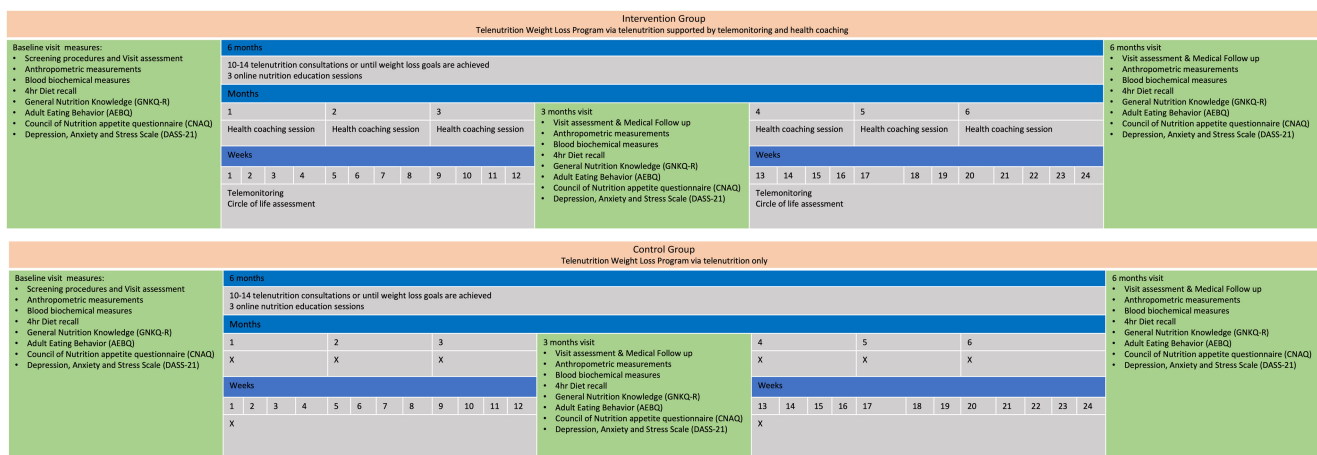 Intervention Group
Telenutrition Weight Loss Program via telenutrition supported by telemonitoring and health coaching
Baseline visit measures:
• Screening procedures and Visit assessment
• Anthropometric measurements
• Blood biochemical measures
• 4hr Diet recall
• General Nutrition Knowledge (GNKQ-R)
• Adult Eating Behavior (AEBQ)
• Council of Nutrition appetite questionnaire (CNAQ)
• Depression, Anxiety and Stress Scale (DASS-21)
6 months
10-14 telenutrition consultations or until weight loss goals are achieved
3 online nutrition education sessions
Months
1 2 3
Health coaching session Health coaching session Health coaching session
Weeks
1 2 3 4 5 6 7 8 9 10 11 12
Telemonitoring
Circle of life assessment
3 months visit
• Visit assessment & Medical Follow up
• Anthropometric measurements
• Blood biochemical measures
• 4hr Diet recall
• General Nutrition Knowledge (GNKQ-R)
• Adult Eating Behavior (AEBQ)
• Council of Nutrition appetite questionnaire (CNAQ)
• Depression, Anxiety and Stress Scale (DASS-21)
4 5 6
Health coaching session Health coaching session Health coaching session
Weeks
13 14 15 16 17 18 19 20 21 22 23 24
Telemonitoring
Circle of life assessment
6 months visit
• Visit assessment & Medical Follow up
• Anthropometric measurements
• Blood biochemical measures
• 4hr Diet recall
• General Nutrition Knowledge (GNKQ-R)
• Adult Eating Behavior (AEBQ)
• Council of Nutrition appetite questionnaire (CNAQ)
• Depression, Anxiety and Stress Scale (DASS-21)
Control Group
Telenutrition Weight Loss Program via telenutrition only
Baseline visit measures:
• Screening procedures and Visit assessment
• Anthropometric measurements
• Blood biochemical measures
• 4hr Diet recall
• General Nutrition Knowledge (GNKQ-R)
• Adult Eating Behavior (AEBQ)
• Council of Nutrition appetite questionnaire (CNAQ)
• Depression, Anxiety and Stress Scale (DASS-21)
6 months
10-14 telenutrition consultations or until weight loss goals are achieved
3 online nutrition education sessions
Months
1 2 3
X X X
Weeks
1 2 3 4 5 6 7 8 9 10 11 12
X
3 months visit
• Visit assessment & Medical Follow up
• Anthropometric measurements
• Blood biochemical measures
• 4hr Diet recall
• General Nutrition Knowledge (GNKQ-R)
• Adult Eating Behavior (AEBQ)
• Council of Nutrition appetite questionnaire (CNAQ)
• Depression, Anxiety and Stress Scale (DASS-21)
4 5 6
X X X
Weeks
13 14 15 16 17 18 19 20 21 22 23 24
X
6 months visit
• Visit assessment & Medical Follow up
• Anthropometric measurements
• Blood biochemical measures
• 4hr Diet recall
• General Nutrition Knowledge (GNKQ-R)
• Adult Eating Behavior (AEBQ)
• Council of Nutrition appetite questionnaire (CNAQ)
• Depression, Anxiety and Stress Scale (DASS-21)